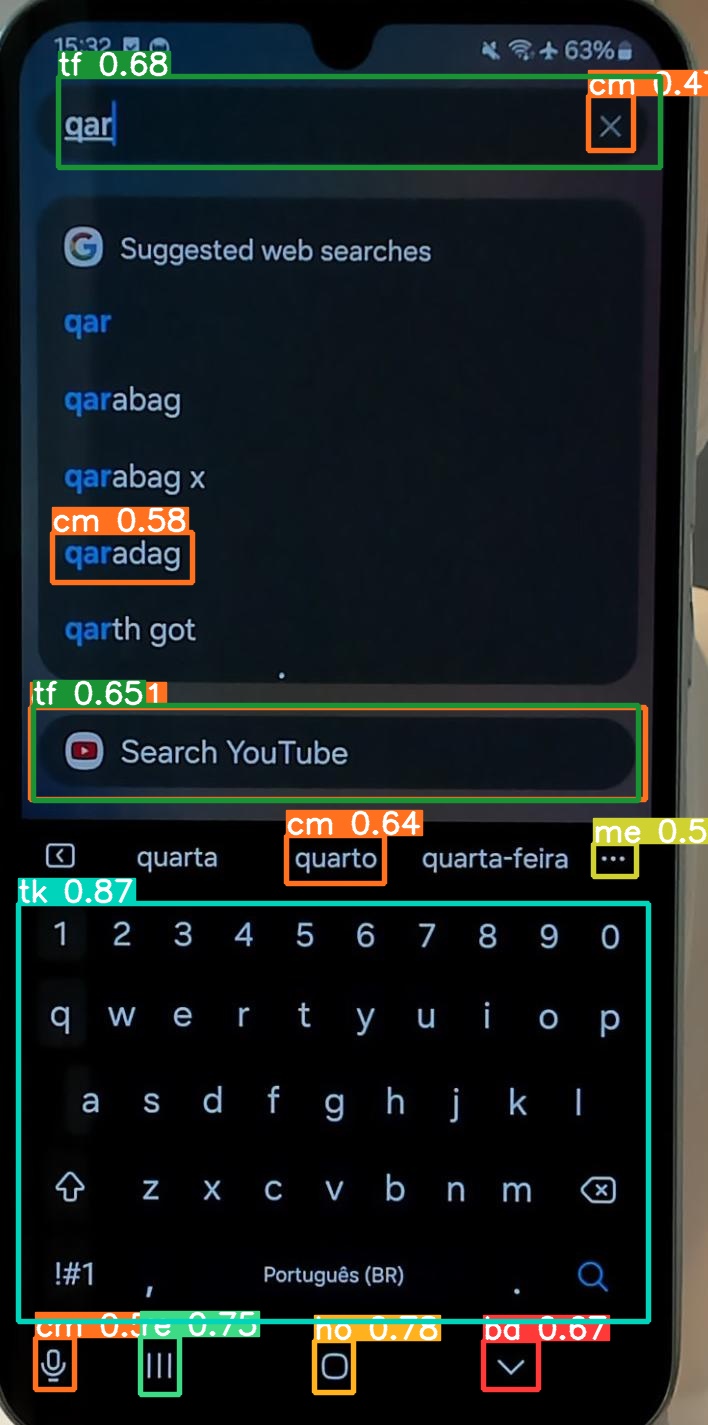 15:32 63%
tf 0.68
cm 0.4
qar
Suggested web searches
qar
qarabag
qarabag x
cm 0.58
qaradag
qarth got
tf 0.65 1
Search YouTube
cm 0.64
me 0.5
quarta quarto quarta-feira
tk 0.87
1 2 3 4 5 6 7 8 9 0
q w e r t y u i o p
a s d f g h j k l
z x c v b n m
!#1 , Português (BR) .
cm 0.5 re 0.75 ho 0.78 ba 0.67